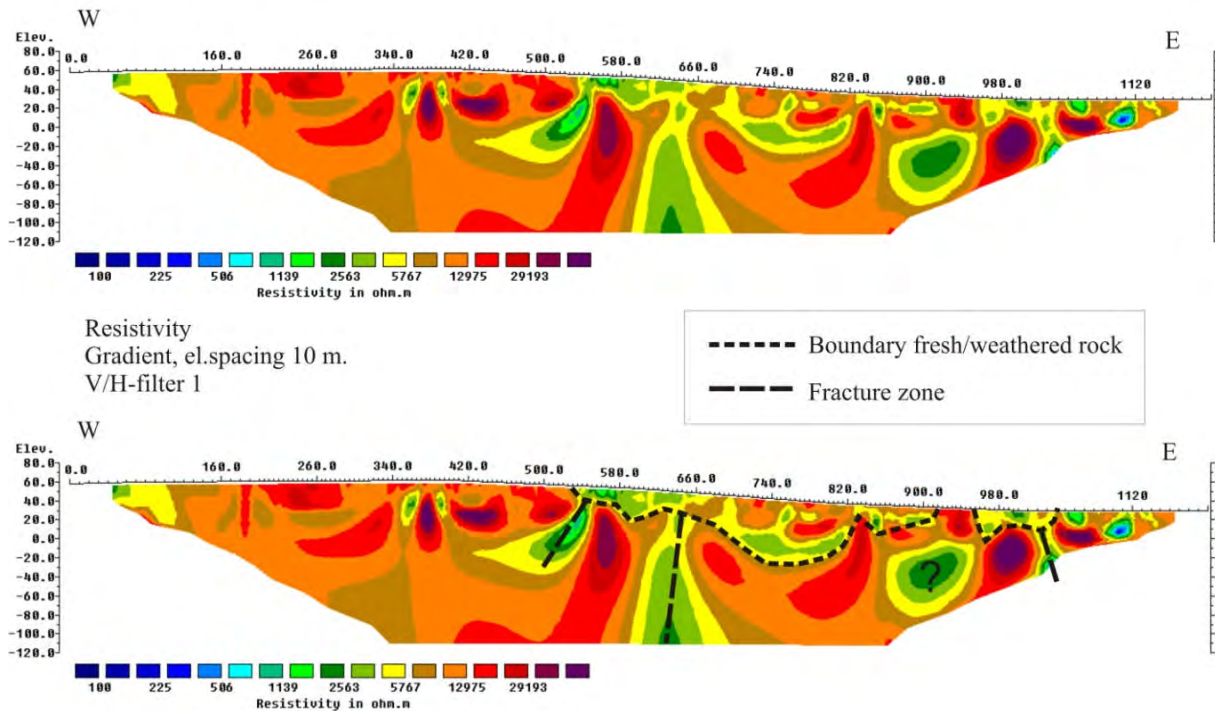 W
E
Elev.
0.0 160.0 260.0 340.0 420.0 500.0 580.0 660.0 740.0 820.0 900.0 980.0 1120
80.0
60.0
40.0
20.0
0.0
-20.0
-40.0
-60.0
-80.0
-100.0
-120.0
100 225 506 1139 2563 5767 12975 29193
Resistivity in ohm.m
Resistivity
Gradient, el.spacing 10 m.
V/H-filter 1
Boundary fresh/weathered rock
Fracture zone
W
E
Elev.
0.0 160.0 260.0 340.0 420.0 500.0 580.0 660.0 740.0 820.0 900.0 980.0 1120
80.0
60.0
40.0
20.0
0.0
-20.0
-40.0
-60.0
-80.0
-100.0
-120.0
?
100 225 506 1139 2563 5767 12975 29193
Resistivity in ohm.m